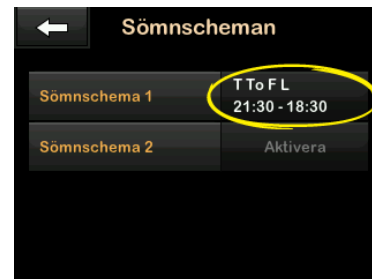 Sömnscheman
Sömnschema 1
T To F L
21:30 - 18:30
Sömnschema 2
Aktivera